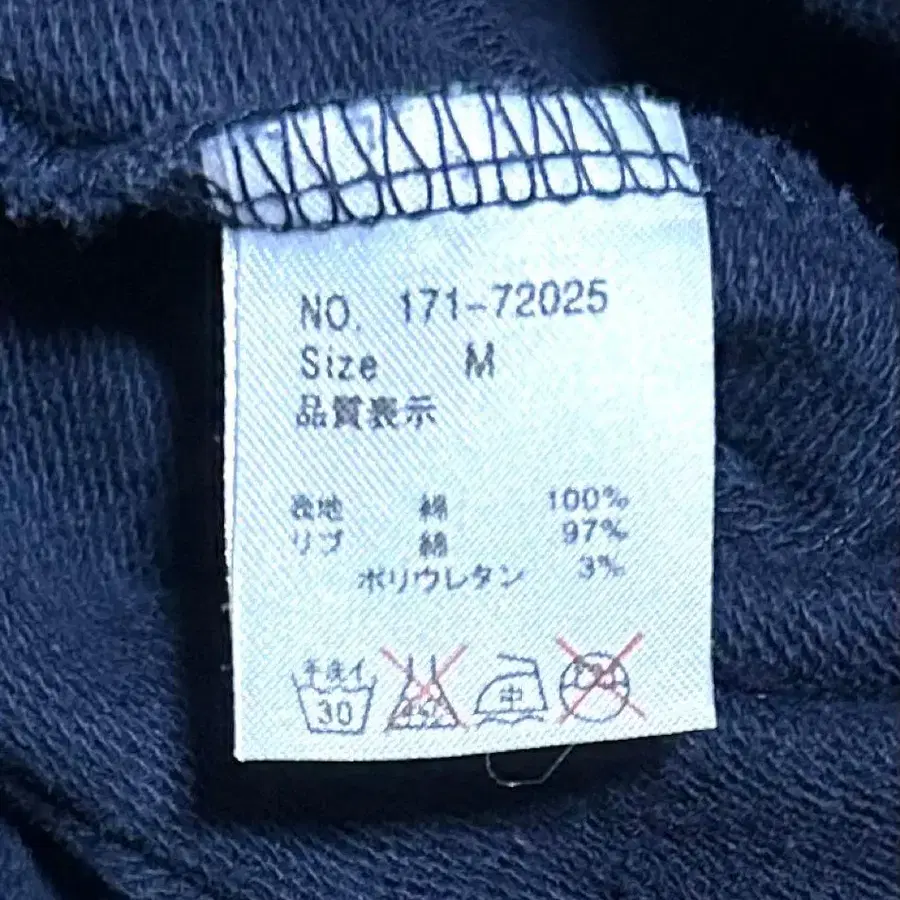 NO. 171-72025
Size M
品質表示
表地 綿 100%
リブ 綿 97%
ポリウレタン 3%
手洗イ
30
中